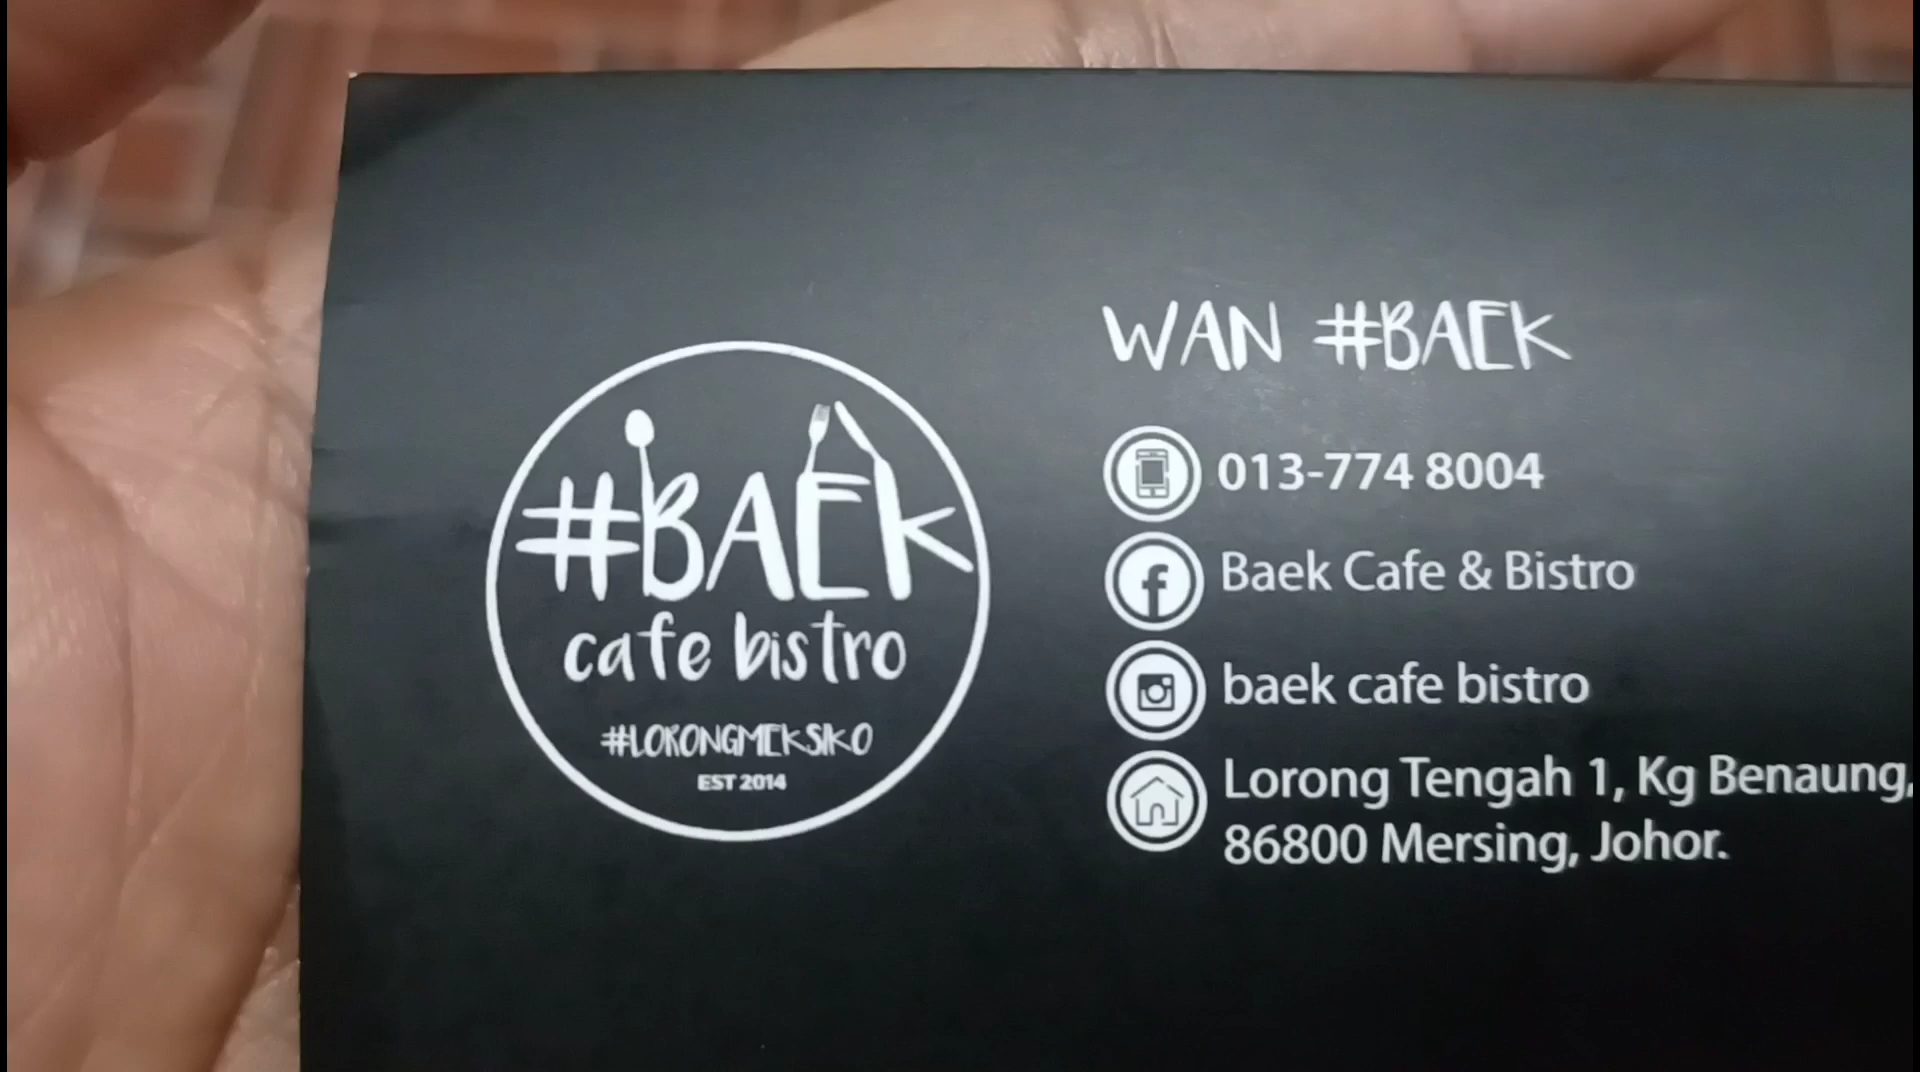 #BAEK
cafe bistro
#LORONGMEKSIKO
EST 2014
WAN #BAEK
013-774 8004
Baek Cafe & Bistro
baek cafe bistro
Lorong Tengah 1, Kg Benaung,
86800 Mersing, Johor.